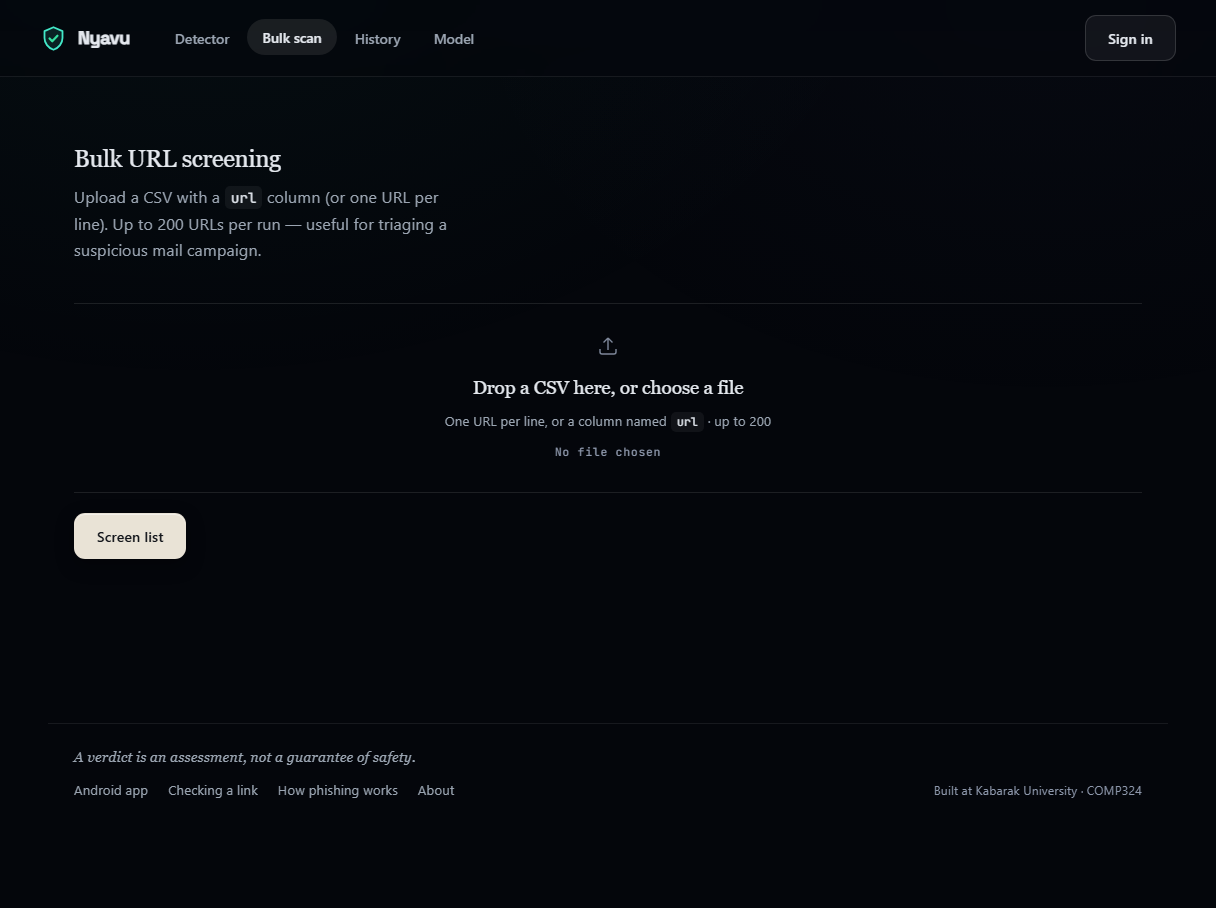 Nyavu
Detector
Bulk scan
History
Model
Sign in
Bulk URL screening
Upload a CSV with a url column (or one URL per
line). Up to 200 URLs per run — useful for triaging a
suspicious mail campaign.
Drop a CSV here, or choose a file
One URL per line, or a column named url · up to 200
No file chosen
Screen list
A verdict is an assessment, not a guarantee of safety.
Android app
Checking a link
How phishing works
About
Built at Kabarak University · COMP324